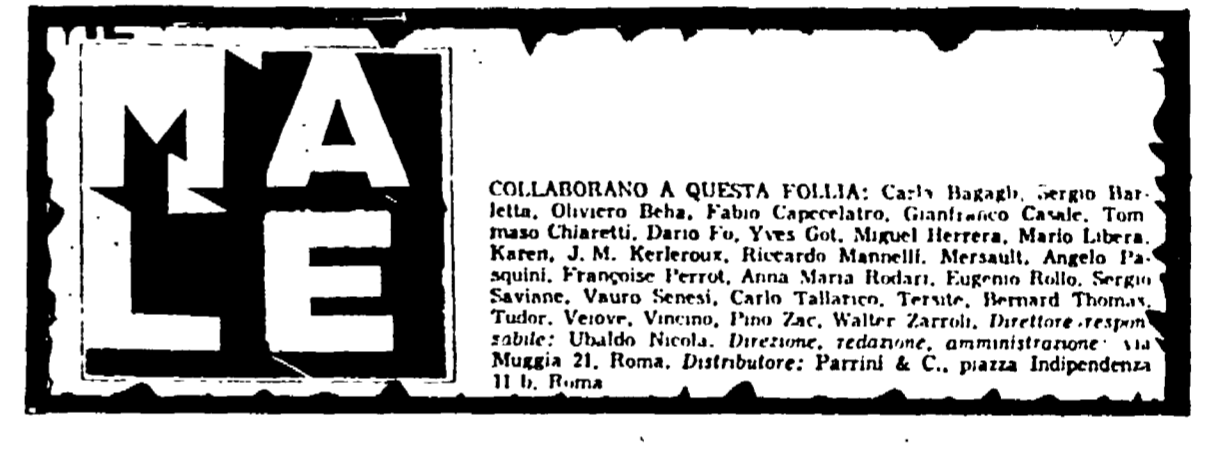 MA
LE
COLLABORANO A QUESTA FOLLIA: Carla Bagagli, Sergio Bar-
letta, Oliviero Beha, Fabio Capecelatro, Gianfranco Casale, Tom
maso Chiaretti, Dario Fo, Yves Got, Miguel Herrera, Mario Libera,
Karen, J. M. Kerleroux, Riccardo Mannelli, Mersault, Angelo Pa-
squini, Françoise Perrot, Anna Maria Rodari, Eugenio Rollo, Sergio
Saviane, Vauro Senesi, Carlo Tallarico, Tersite, Bernard Thomas,
Tudor, Vincino, Pino Zac, Walter Zarroli, Direttore respon
sabile: Ubaldo Nicola. Direzione, redazione, amministrazione: via
Muggia 21, Roma. Distributore: Parrini & C., piazza Indipendenza
11 b, Roma